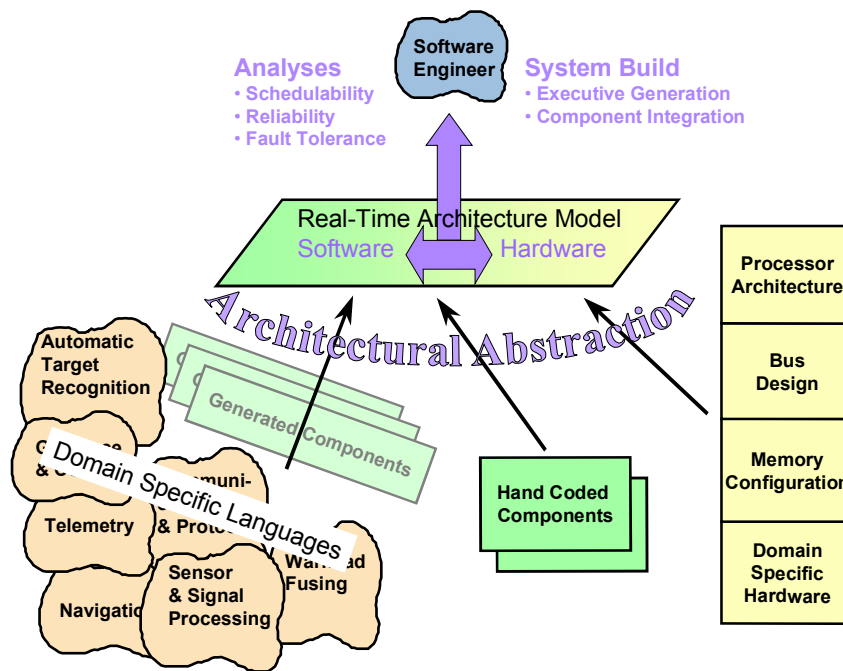 Software
Engineer
Analyses
• Schedulability
• Reliability
• Fault Tolerance
System Build
• Executive Generation
• Component Integration
Real-Time Architecture Model
Software
Hardware
Architectural Abstraction
Processor
Architecture
Bus
Design
Memory
Configuration
Domain
Specific
Hardware
Automatic
Target
Recognition
Generated Components
Domain Specific Languages
&
Telemetry
& Proto
Navigatio
Sensor
& Signal
Processing
Fusing
Hand Coded
Components